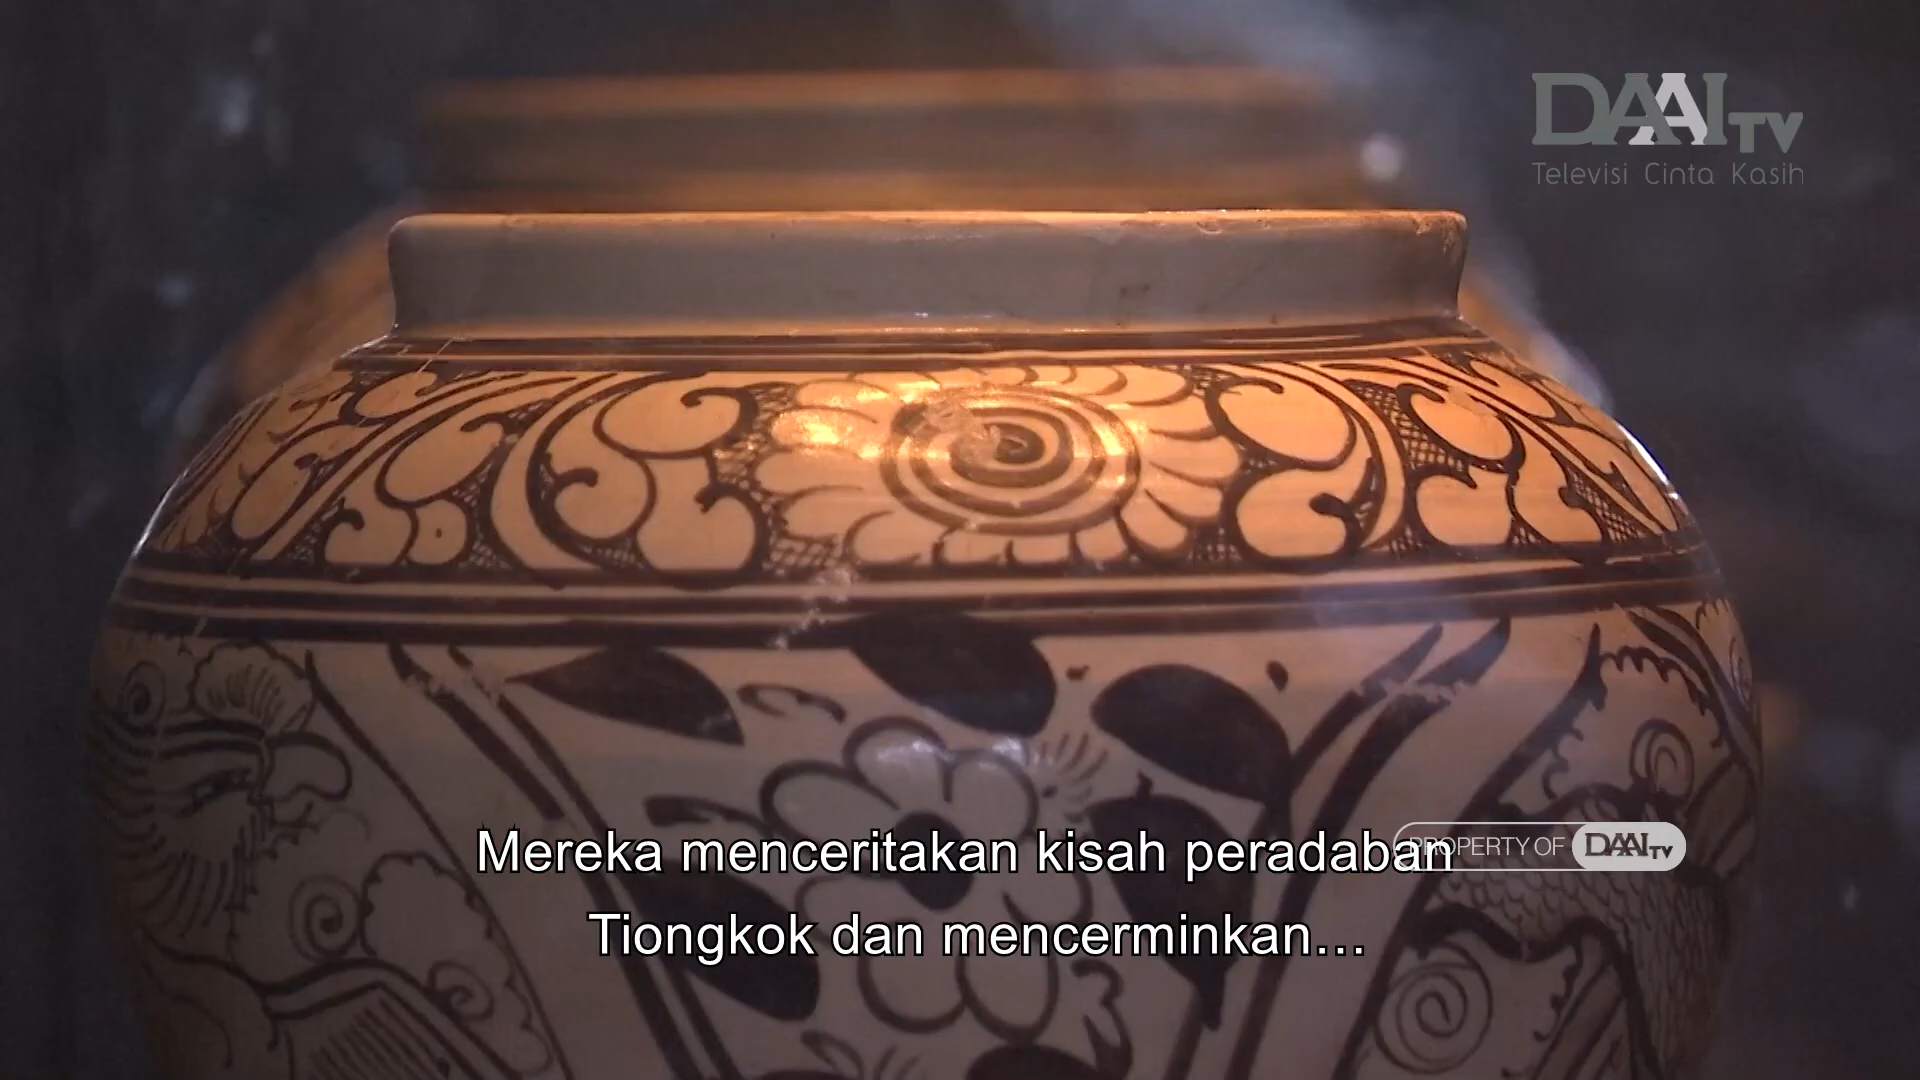 DAAI TV
Televisi Cinta Kasih
Mereka menceritakan kisah peradaban
PROPERTY OF DAAI TV
Tiongkok dan mencerminkan...